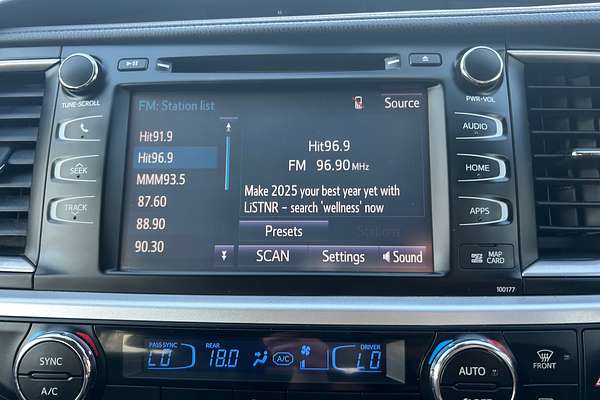 TUNE•SCROLL
PWR•VOL
FM: Station list
Source
Hit91.9
Hit96.9
MMM93.5
87.60
88.90
90.30
Hit96.9
FM 96.90 MHz
Make 2025 your best year yet with
LiSTNR – search 'wellness' now
Presets
Stations
SCAN
Settings
Sound
SEEK
TRACK
AUDIO
HOME
APPS
MAP
CARD
100177
PASS SYNC
LO
REAR
18.0
A/C
DRIVER
LO
SYNC
A/C
AUTO
FRONT